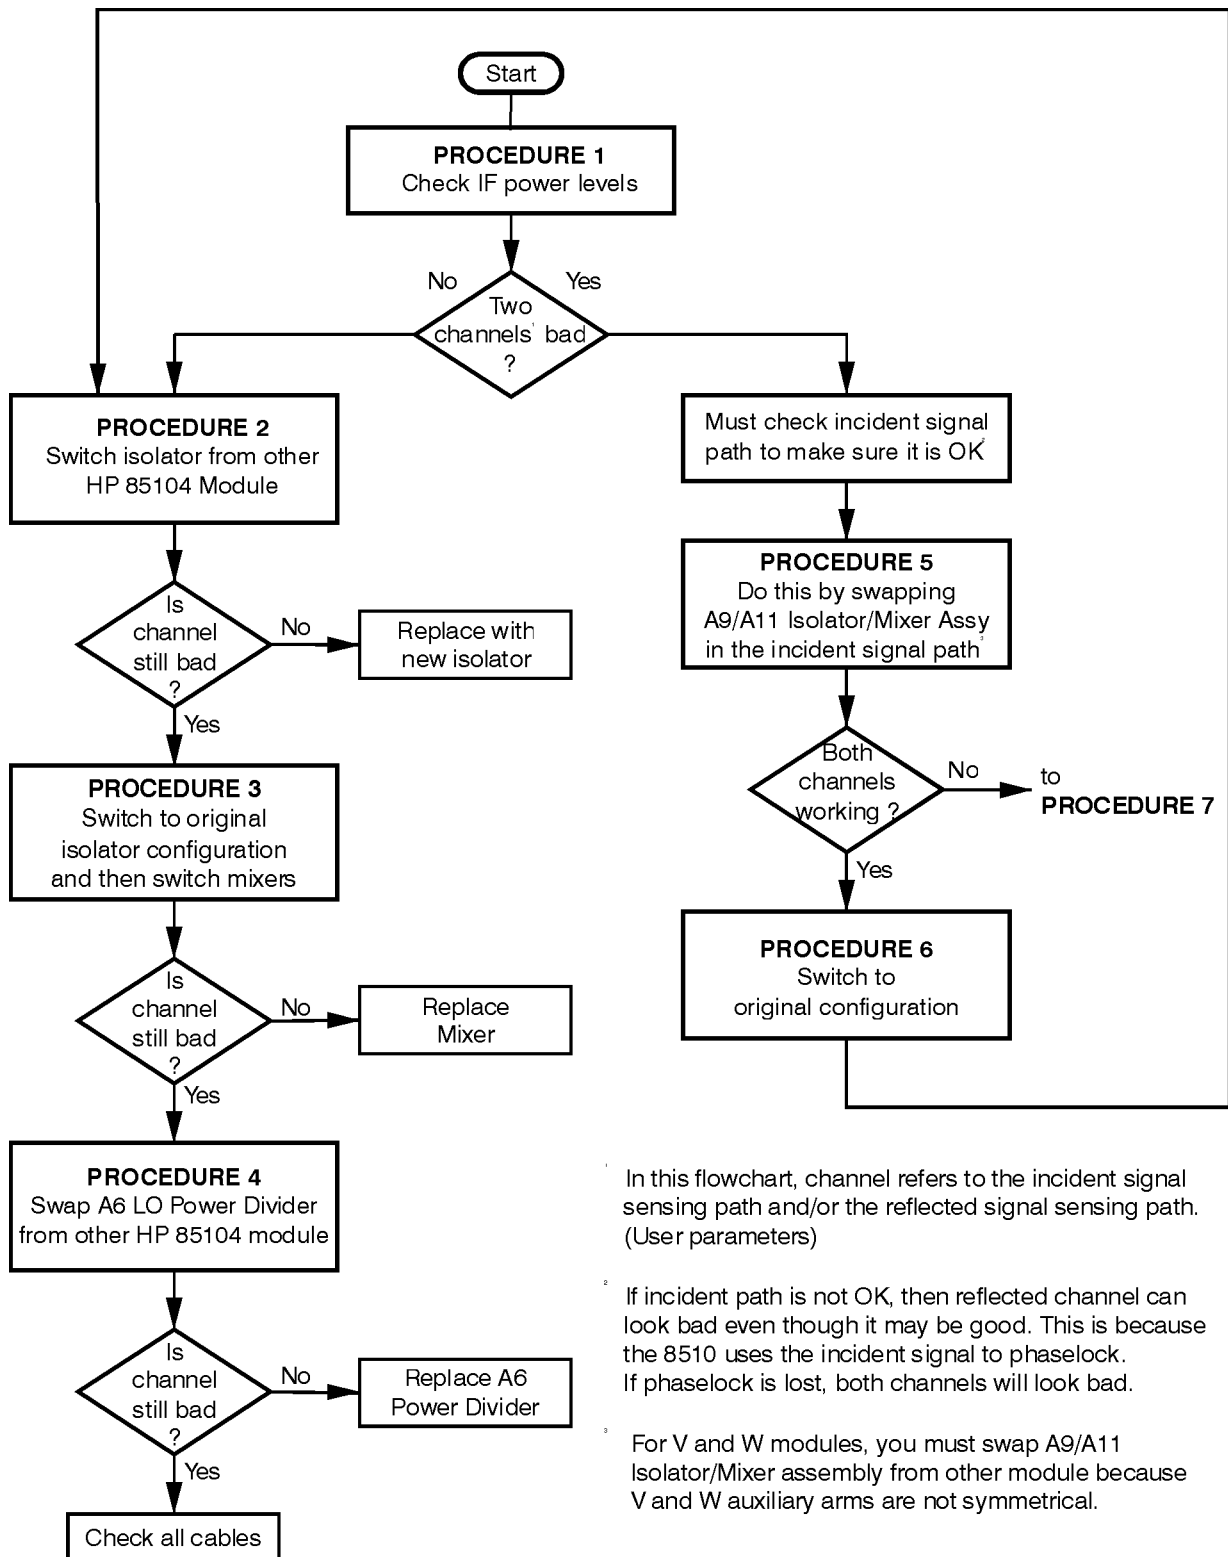 Start
PROCEDURE 1
Check IF power levels
No
Yes
Two
channels¹ bad
?
PROCEDURE 2
Switch isolator from other
HP 85104 Module
Must check incident signal
path to make sure it is OK²
PROCEDURE 5
Do this by swapping
A9/A11 Isolator/Mixer Assy
in the incident signal path³
Is
channel
still bad
?
No
Replace with
new isolator
Yes
Both
channels
working ?
No
to
PROCEDURE 7
Yes
PROCEDURE 3
Switch to original
isolator configuration
and then switch mixers
PROCEDURE 6
Switch to
original configuration
Is
channel
still bad
?
No
Replace
Mixer
Yes
PROCEDURE 4
Swap A6 LO Power Divider
from other HP 85104 module
Is
channel
still bad
?
No
Replace A6
Power Divider
Yes
Check all cables
¹ In this flowchart, channel refers to the incident signal
sensing path and/or the reflected signal sensing path.
(User parameters)
² If incident path is not OK, then reflected channel can
look bad even though it may be good. This is because
the 8510 uses the incident signal to phaselock.
If phaselock is lost, both channels will look bad.
³ For V and W modules, you must swap A9/A11
Isolator/Mixer assembly from other module because
V and W auxiliary arms are not symmetrical.